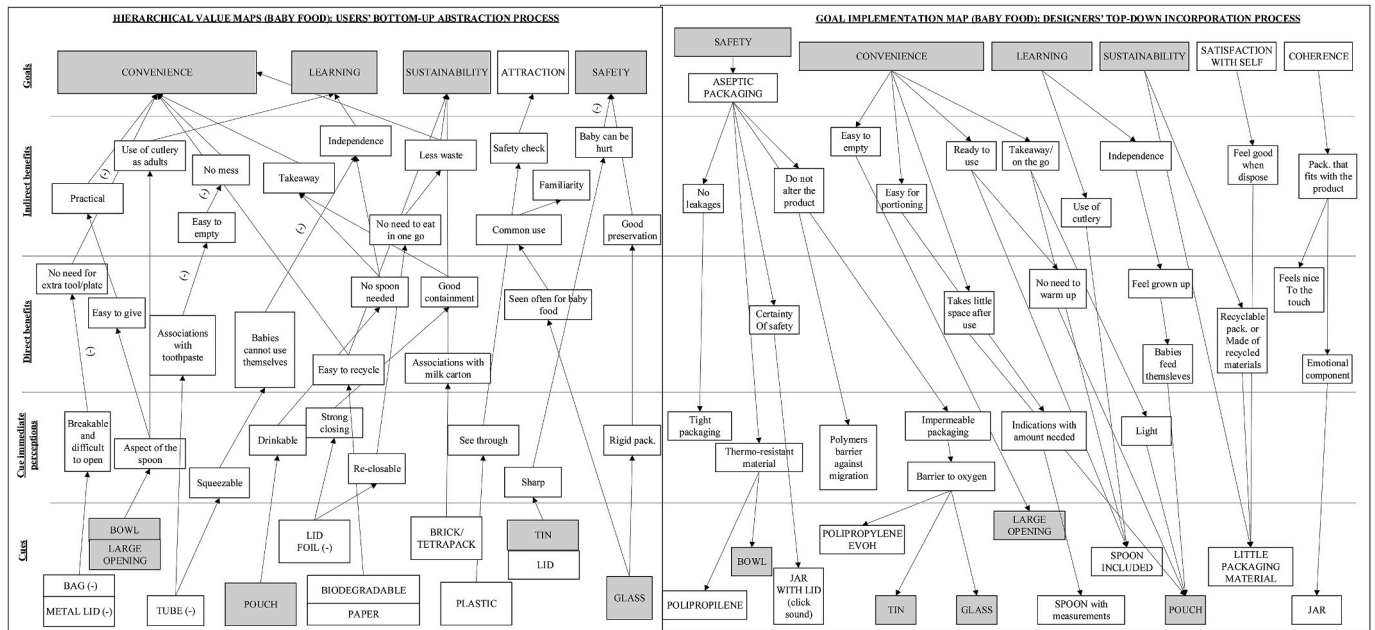 HIERARCHICAL VALUE MAPS (BABY FOOD): USERS' BOTTOM-UP ABSTRACTION PROCESS
Goals
CONVENIENCE
LEARNING
SUSTAINABILITY
ATTRACTION
SAFETY
(-)
Indirect benefits
Use of cutlery
as adults
(-)
No mess
(-)
Independence
Less waste
Safety check
Baby can be
hurt
Practical
Takeaway
Familiarity
Easy to
empty
(-)
No need to eat
in one go
Common use
Good
preservation
Direct benefits
No need for
extra tool/plate
(-)
(-)
No spoon
needed
Good
containment
Seen often for baby
food
Easy to give
(-)
Associations
with
toothpaste
Babies
cannot use
themselves
Easy to recycle
Associations with
milk carton
Cue immediate
perceptions
Breakable
and
difficult
to open
Aspect of the
spoon
Squeezable
Drinkable
Strong
closing
Re-closable
See through
Sharp
Rigid pack.
Cues
BOWL
LARGE
OPENING
BAG (-)
METAL LID (-)
TUBE (-)
POUCH
LID
FOIL (-)
BIODEGRADABLE
PAPER
BRICK/
TETRAPACK
PLASTIC
TIN
LID
GLASS
GOAL IMPLEMENTATION MAP (BABY FOOD): DESIGNERS' TOP-DOWN INCORPORATION PROCESS
SAFETY
CONVENIENCE
LEARNING
SUSTAINABILITY
SATISFACTION
WITH SELF
COHERENCE
ASEPTIC
PACKAGING
Easy to
empty
Ready to
use
Takeaway/
on the go
Independence
Feel good
when
dispose
Pack. that
fits with the
product
No
leakages
Do not
alter the
product
Easy for
portioning
Use of
cutlery
No need to
warm up
Feel grown up
Feels nice
To the
touch
Certainty
Of safety
Takes little
space after
use
Recyclable
pack. or
Made of
recycled
materials
Babies
feed
themsleves
Emotional
component
Tight
packaging
Thermo-resistant
material
Polymers
barrier
against
migration
Impermeable
packaging
Indications with
amount needed
Light
Barrier to oxygen
POLIPROPYLENE
EVOH
LARGE
OPENING
BOWL
SPOON
INCLUDED
LITTLE
PACKAGING
MATERIAL
POLIPROPILENE
JAR
WITH LID
(click
sound)
TIN
GLASS
SPOON with
measurements
POUCH
JAR